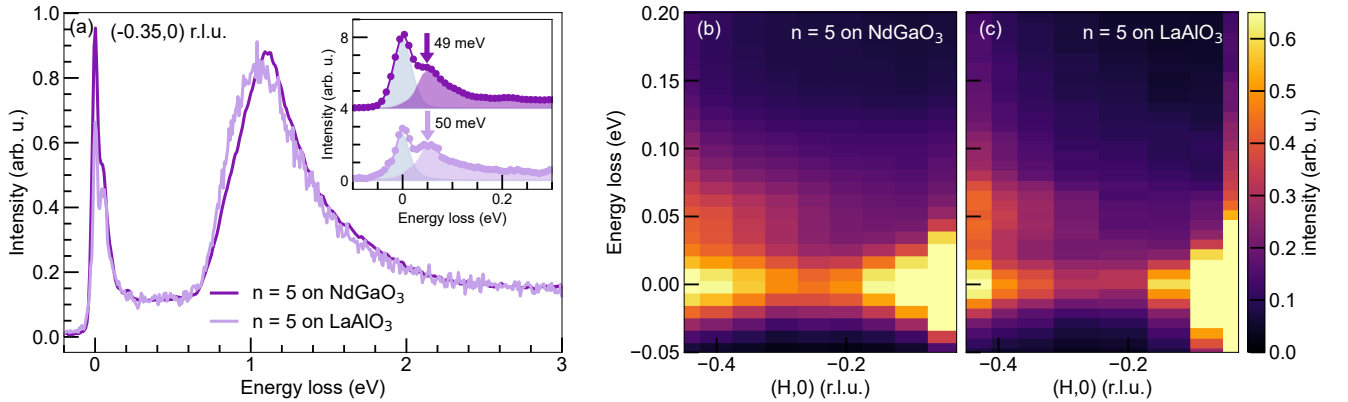 (a)
(-0.35,0) r.l.u.
Intensity (arb. u.)
1.0
0.8
0.6
0.4
0.2
0.0
0
1
2
3
Energy loss (eV)
n = 5 on NdGaO3
n = 5 on LaAlO3
Intensity (arb. u.)
8
4
4
0
49 meV
50 meV
0
0.2
Energy loss (eV)
(b)
n = 5 on NdGaO3
Energy loss (eV)
0.20
0.15
0.10
0.05
0.00
−0.05
−0.4
−0.2
(H,0) (r.l.u.)
(c)
n = 5 on LaAlO3
−0.4
−0.2
(H,0) (r.l.u.)
0.6
0.5
0.4
0.3
0.2
0.1
0.0
intensity (arb. u.)